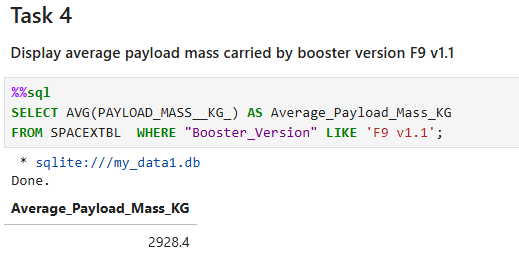 Task 4
Display average payload mass carried by booster version F9 v1.1
%%sql
SELECT AVG(PAYLOAD_MASS__KG_) AS Average_Payload_Mass_KG
FROM SPACEXTBL  WHERE "Booster_Version" LIKE 'F9 v1.1';
* sqlite:///my_data1.db
Done.
Average_Payload_Mass_KG
2928.4